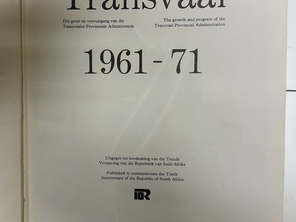 Transvaal
Die groei en vooruitgang van die
Transvaalse Provinsiale Administrasie
The growth and progress of the
Transvaal Provincial Administration
1961-71
Uitgegee ter herdenking van die Tiende
Verjaardag van die Republiek van Suid-Afrika
Published to commemorate the Tenth
Anniversary of the Republic of South Africa